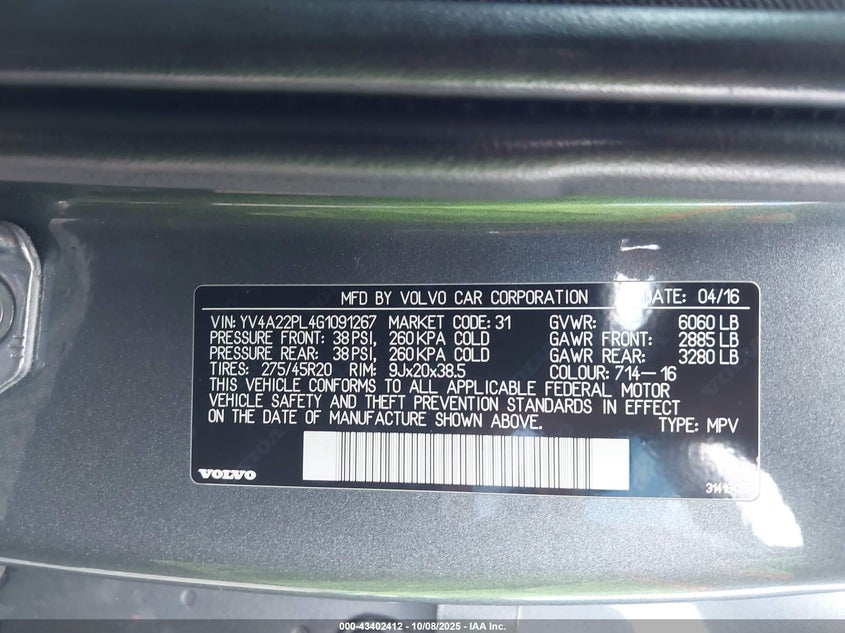 MFD BY VOLVO CAR CORPORATION DATE: 04/16
VIN: YV4A22PL4G1091267 MARKET CODE: 31 GVWR: 6060 LB
PRESSURE FRONT: 38 PSI, 260 KPA COLD GAWR FRONT: 2885 LB
PRESSURE REAR: 38 PSI, 260 KPA COLD GAWR REAR: 3280 LB
TIRES: 275/45R20 RIM: 9Jx20x38.5 COLOUR: 714-16
THIS VEHICLE CONFORMS TO ALL APPLICABLE FEDERAL MOTOR
VEHICLE SAFETY AND THEFT PREVENTION STANDARDS IN EFFECT
ON THE DATE OF MANUFACTURE SHOWN ABOVE. TYPE: MPV
VOLVO
000-43402412 - 10/08/2025 - IAA Inc.